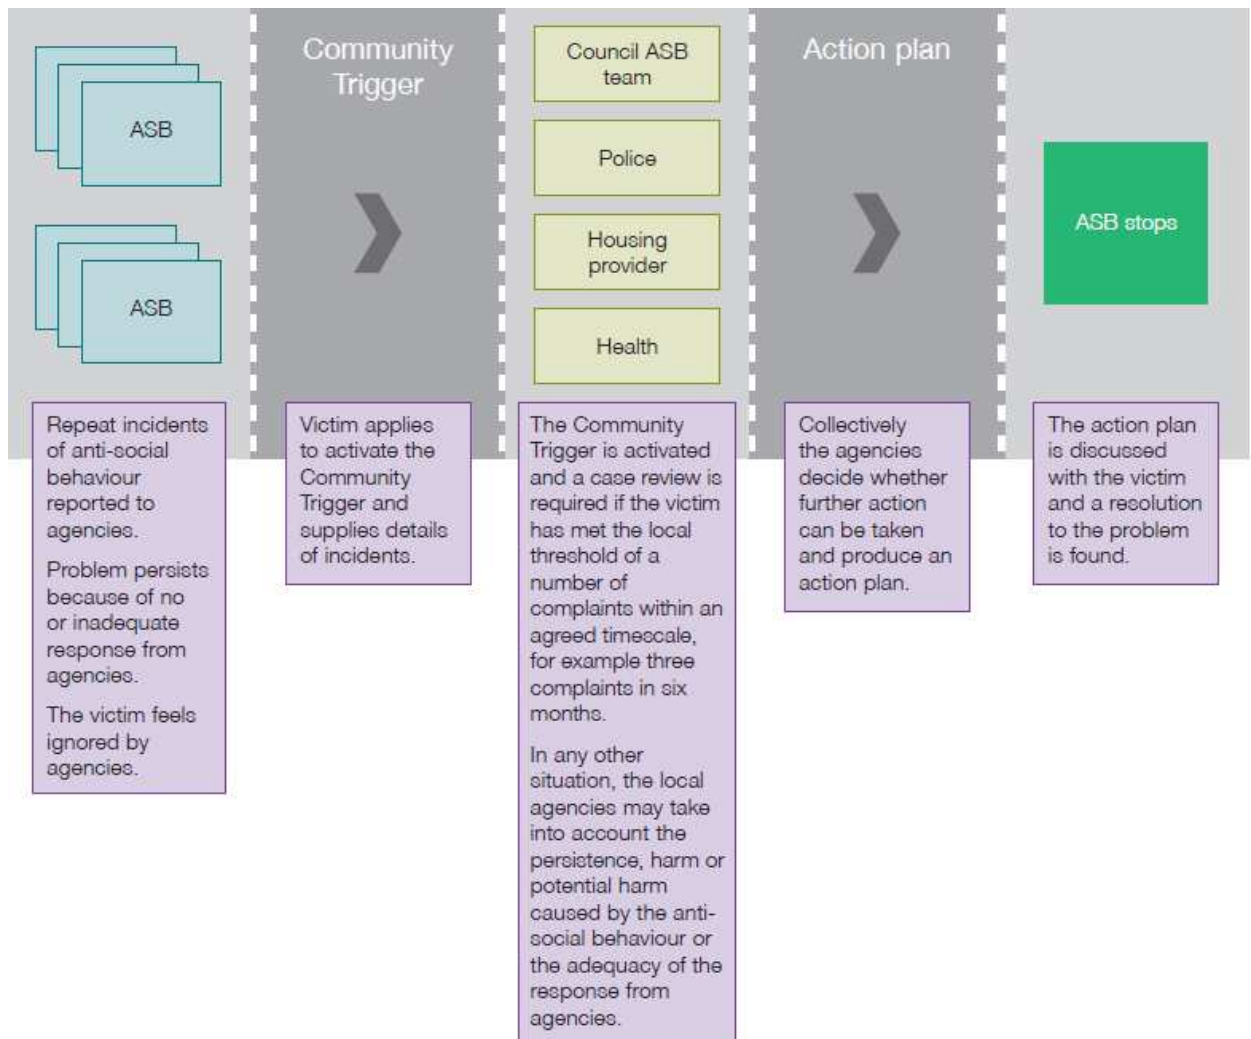 ASB
ASB
Community
Trigger
Council ASB
team
Police
Housing
provider
Health
Action plan
ASB stops
Repeat incidents
of anti-social
behaviour
reported to
agencies.
Problem persists
because of no
or inadequate
response from
agencies.
The victim feels
ignored by
agencies.
Victim applies
to activate the
Community
Trigger and
supplies details
of incidents.
The Community
Trigger is activated
and a case review is
required if the victim
has met the local
threshold of a
number of
complaints within an
agreed timescale,
for example three
complaints in six
months.
In any other
situation, the local
agencies may take
into account the
persistence, harm or
potential harm
caused by the anti-
social behaviour or
the adequacy of the
response from
agencies.
Collectively
the agencies
decide whether
further action
can be taken
and produce an
action plan.
The action plan
is discussed
with the victim
and a resolution
to the problem
is found.